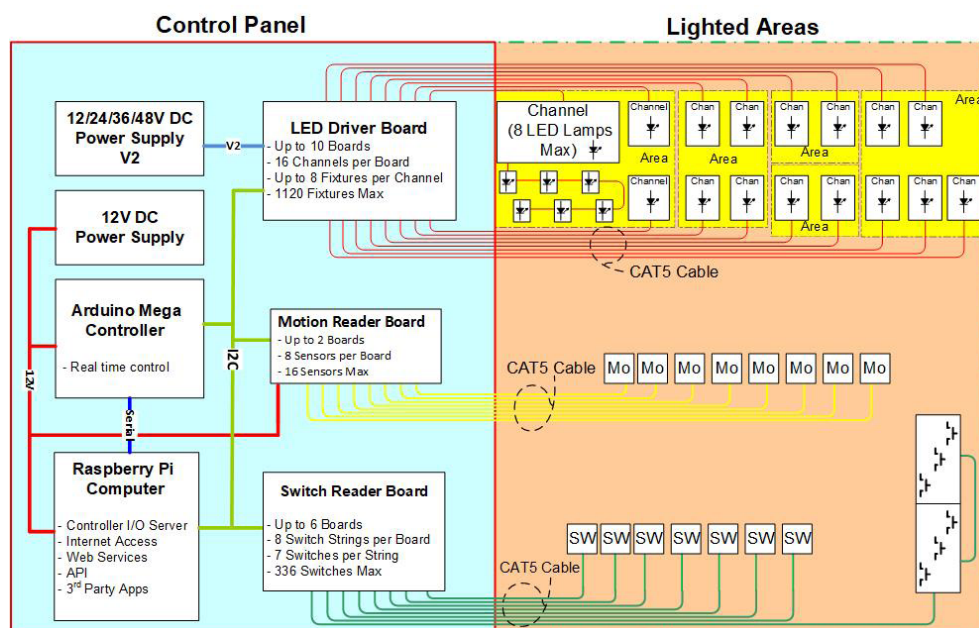 Control Panel
Lighted Areas
12/24/36/48V DC
Power Supply
V2
V2
LED Driver Board
- Up to 10 Boards
- 16 Channels per Board
- Up to 8 Fixtures per Channel
- 1120 Fixtures Max
12V DC
Power Supply
Arduino Mega
Controller
- Real time control
12V
I2C
Serial
Motion Reader Board
- Up to 2 Boards
- 8 Sensors per Board
- 16 Sensors Max
Raspberry Pi
Computer
- Controller I/O Server
- Internet Access
- Web Services
- API
- 3rd Party Apps
Switch Reader Board
- Up to 6 Boards
- 8 Switch Strings per Board
- 7 Switches per String
- 336 Switches Max
Channel
(8 LED Lamps
Max)
Channel
Chan
Chan
Chan
Chan
Chan
Chan
Area
Area
Area
Area
Channel
Chan
Chan
Chan
Chan
Chan
Chan
Chan
Area
CAT5 Cable
CAT5 Cable
Mo
Mo
Mo
Mo
Mo
Mo
Mo
Mo
SW
SW
SW
SW
SW
SW
SW
CAT5 Cable